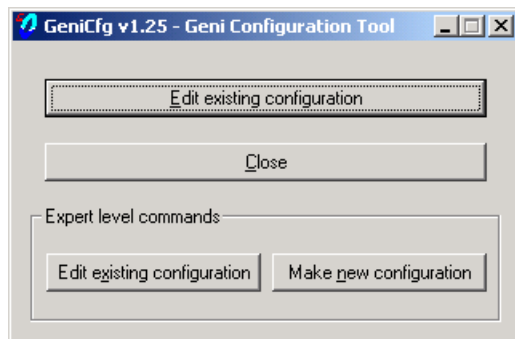 GeniCfg v1.25 - Geni Configuration Tool
Edit existing configuration
Close
Expert level commands
Edit existing configuration
Make new configuration